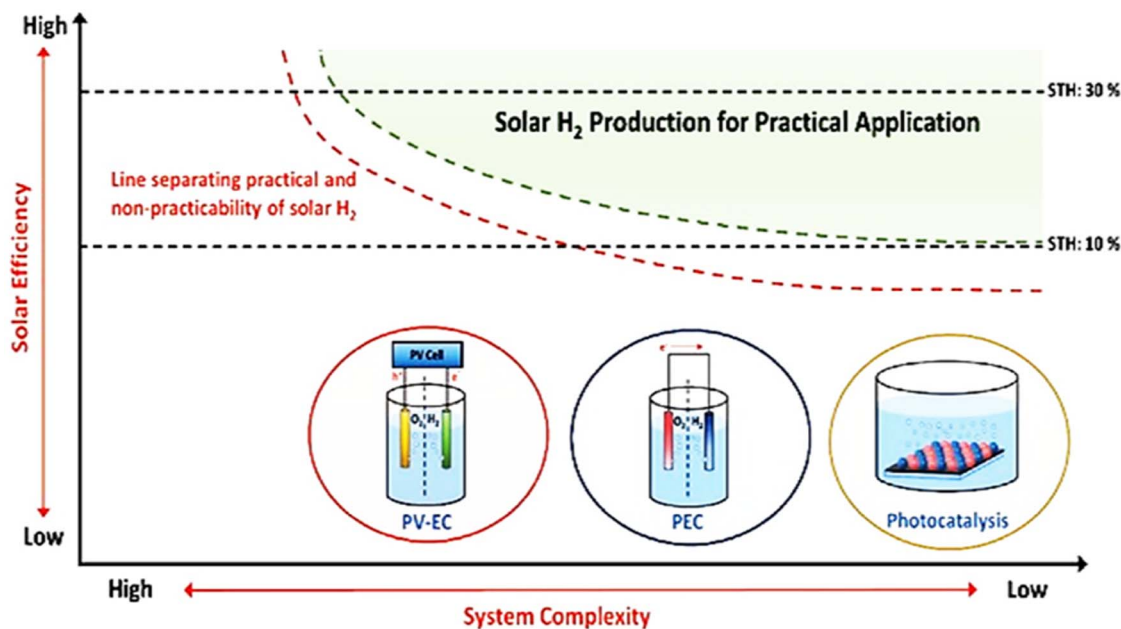 High
STH: 30 %
Solar H₂ Production for Practical Application
Line separating practical and
non-practicability of solar H₂
STH: 10 %
Solar Efficiency
PV Cell
h⁺ e⁻
O₂ H₂
PV-EC
e⁻
O₂ H₂
PEC
Photocatalysis
Low
High
Low
System Complexity